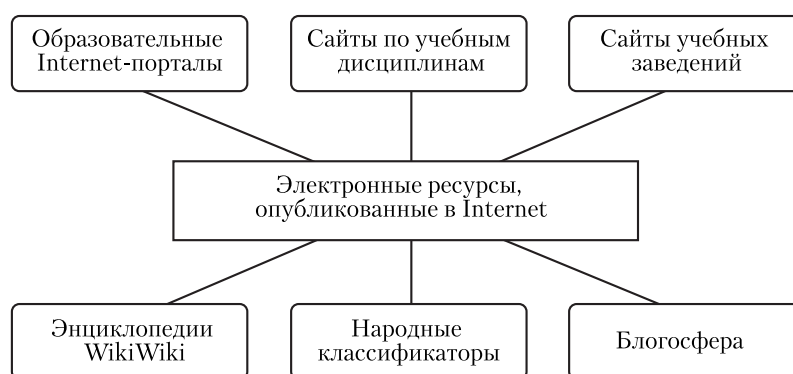 Образовательные
Internet-порталы
Сайты по учебным
дисциплинам
Сайты учебных
заведений
Электронные ресурсы,
опубликованные в Internet
Энциклопедии
WikiWiki
Народные
классификаторы
Блогосфера